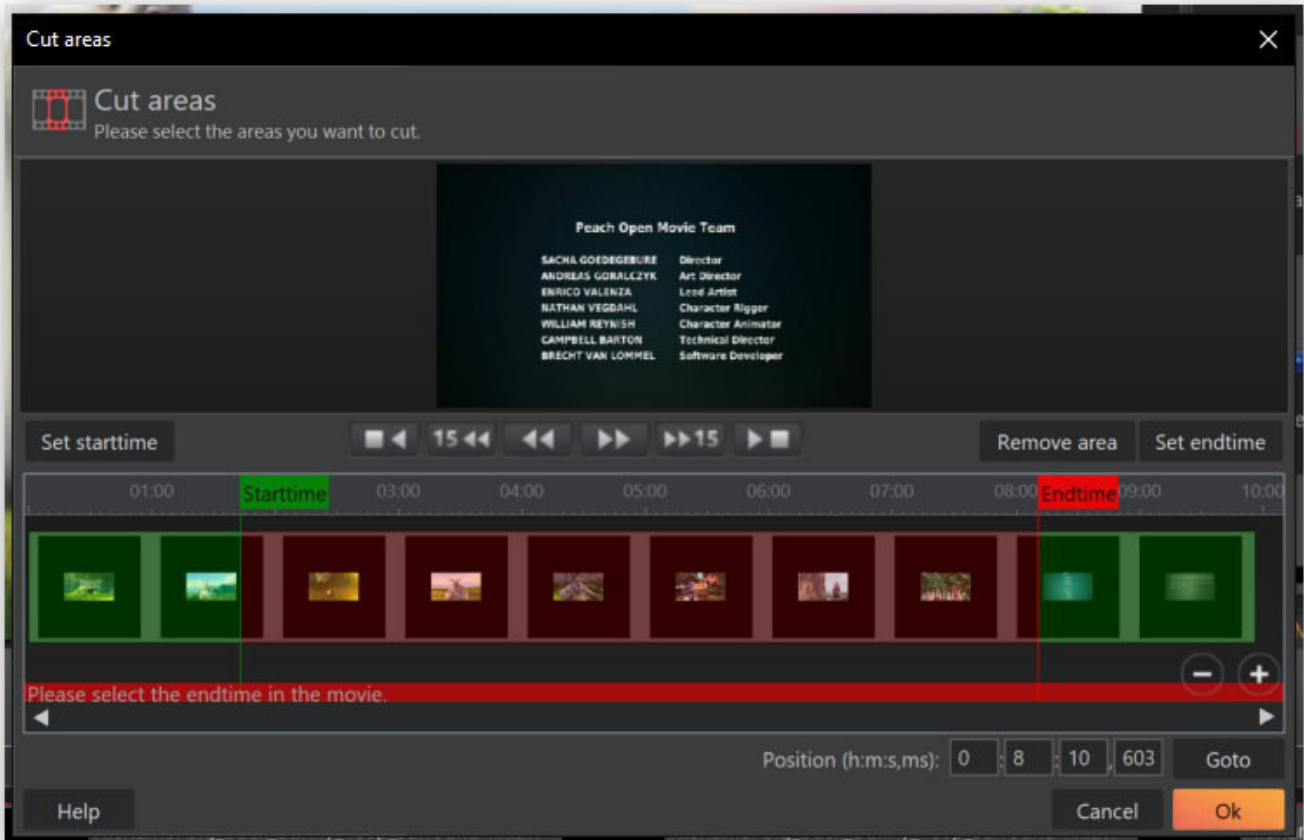 Cut areas
Cut areas
Please select the areas you want to cut.
Peach Open Movie Team
SACHA GOEDEGEBURE Director
ANDREAS GORALCZYK Art Director
ENRICO VALENZA Lead Artist
NATHAN VEGDAHL Character Rigger
WILLIAM REYNISH Character Animator
CAMPBELL BARTON Technical Director
BRECHT VAN LOMMEL Software Developer
Set starttime 15 15 Remove area Set endtime
01:00 Starttime 03:00 04:00 05:00 06:00 07:00 08:00 Endtime 09:00 10:00
Please select the endtime in the movie.
Position (h:m:s,ms): 0 : 8 : 10 , 603 Goto
Help Cancel Ok